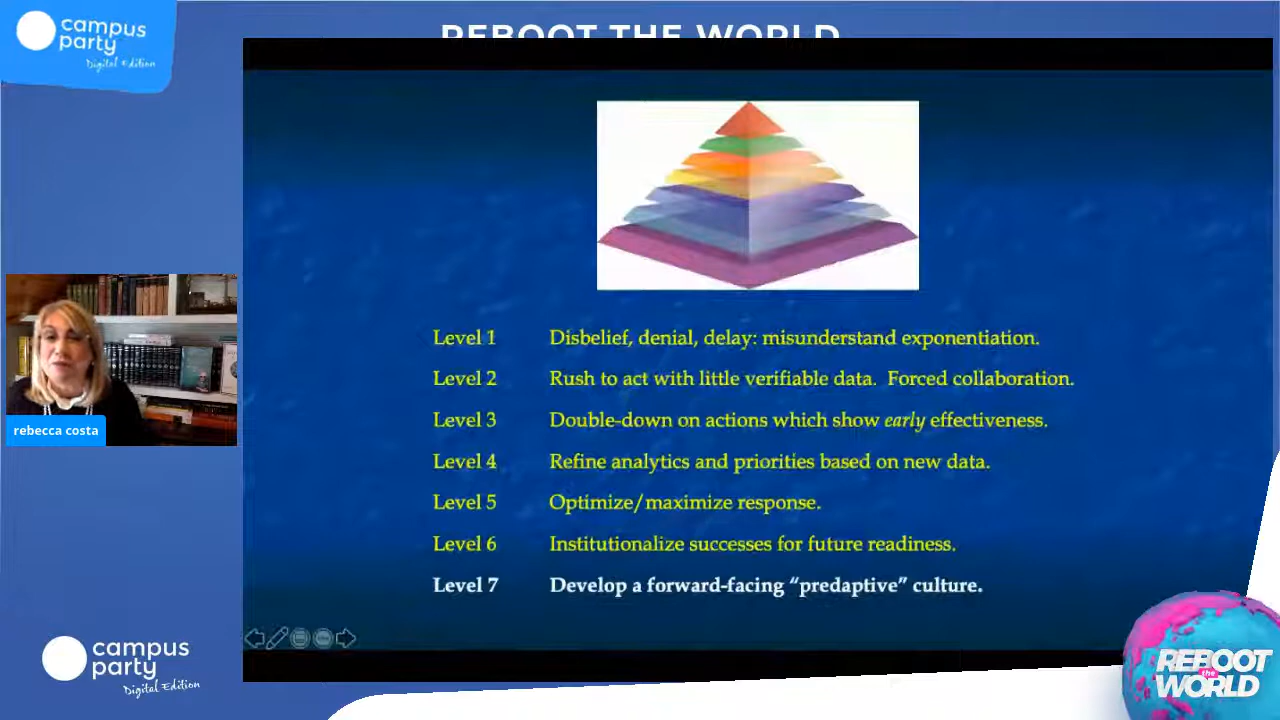 campus
party
Digital Edition
REBOOT THE WORLD
Level 1 Disbelief, denial, delay: misunderstand exponentiation.
Level 2 Rush to act with little verifiable data. Forced collaboration.
Level 3 Double-down on actions which show early effectiveness.
Level 4 Refine analytics and priorities based on new data.
Level 5 Optimize/maximize response.
Level 6 Institutionalize successes for future readiness.
Level 7 Develop a forward-facing “predaptive” culture.
rebecca costa
campus
party
Digital Edition
REBOOT
the
WORLD